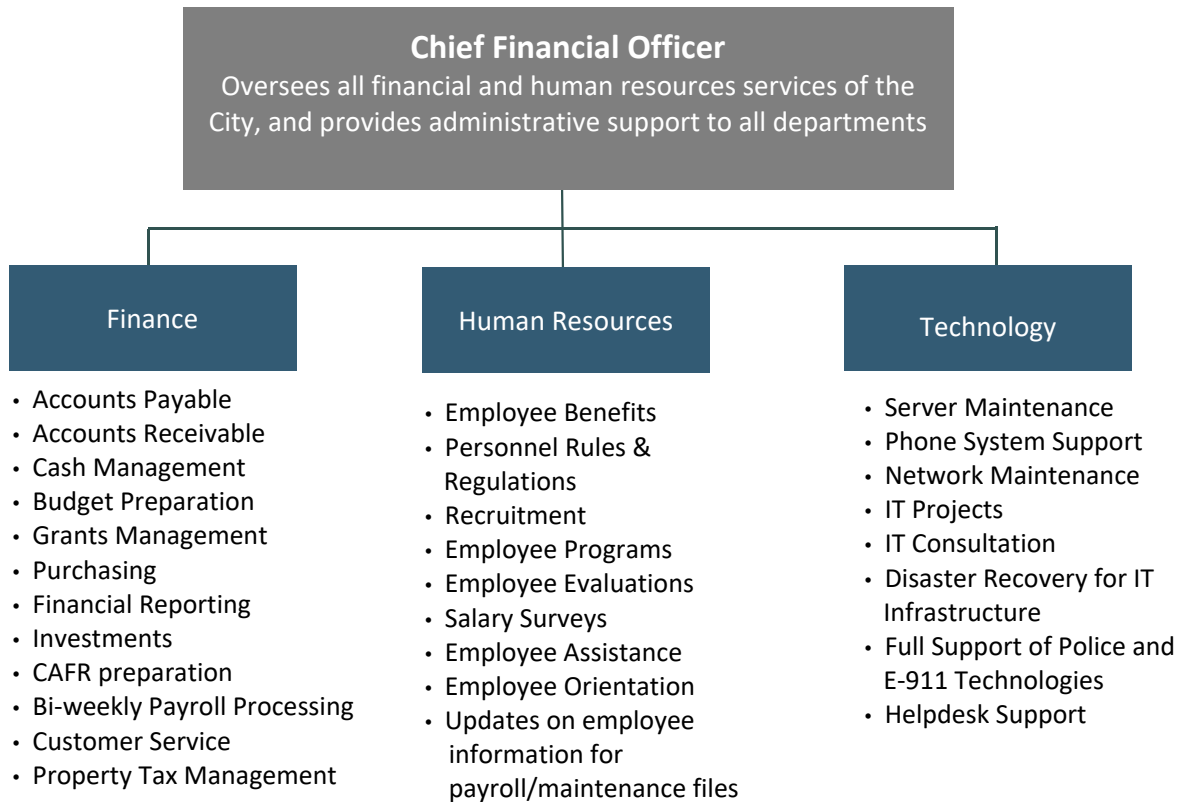 Chief Financial Officer
Oversees all financial and human resources services of the
City, and provides administrative support to all departments
Finance
• Accounts Payable
• Accounts Receivable
• Cash Management
• Budget Preparation
• Grants Management
• Purchasing
• Financial Reporting
• Investments
• CAFR preparation
• Bi-weekly Payroll Processing
• Customer Service
• Property Tax Management
Human Resources
• Employee Benefits
• Personnel Rules &
Regulations
• Recruitment
• Employee Programs
• Employee Evaluations
• Salary Surveys
• Employee Assistance
• Employee Orientation
• Updates on employee
information for
payroll/maintenance files
Technology
• Server Maintenance
• Phone System Support
• Network Maintenance
• IT Projects
• IT Consultation
• Disaster Recovery for IT
Infrastructure
• Full Support of Police and
E-911 Technologies
• Helpdesk Support